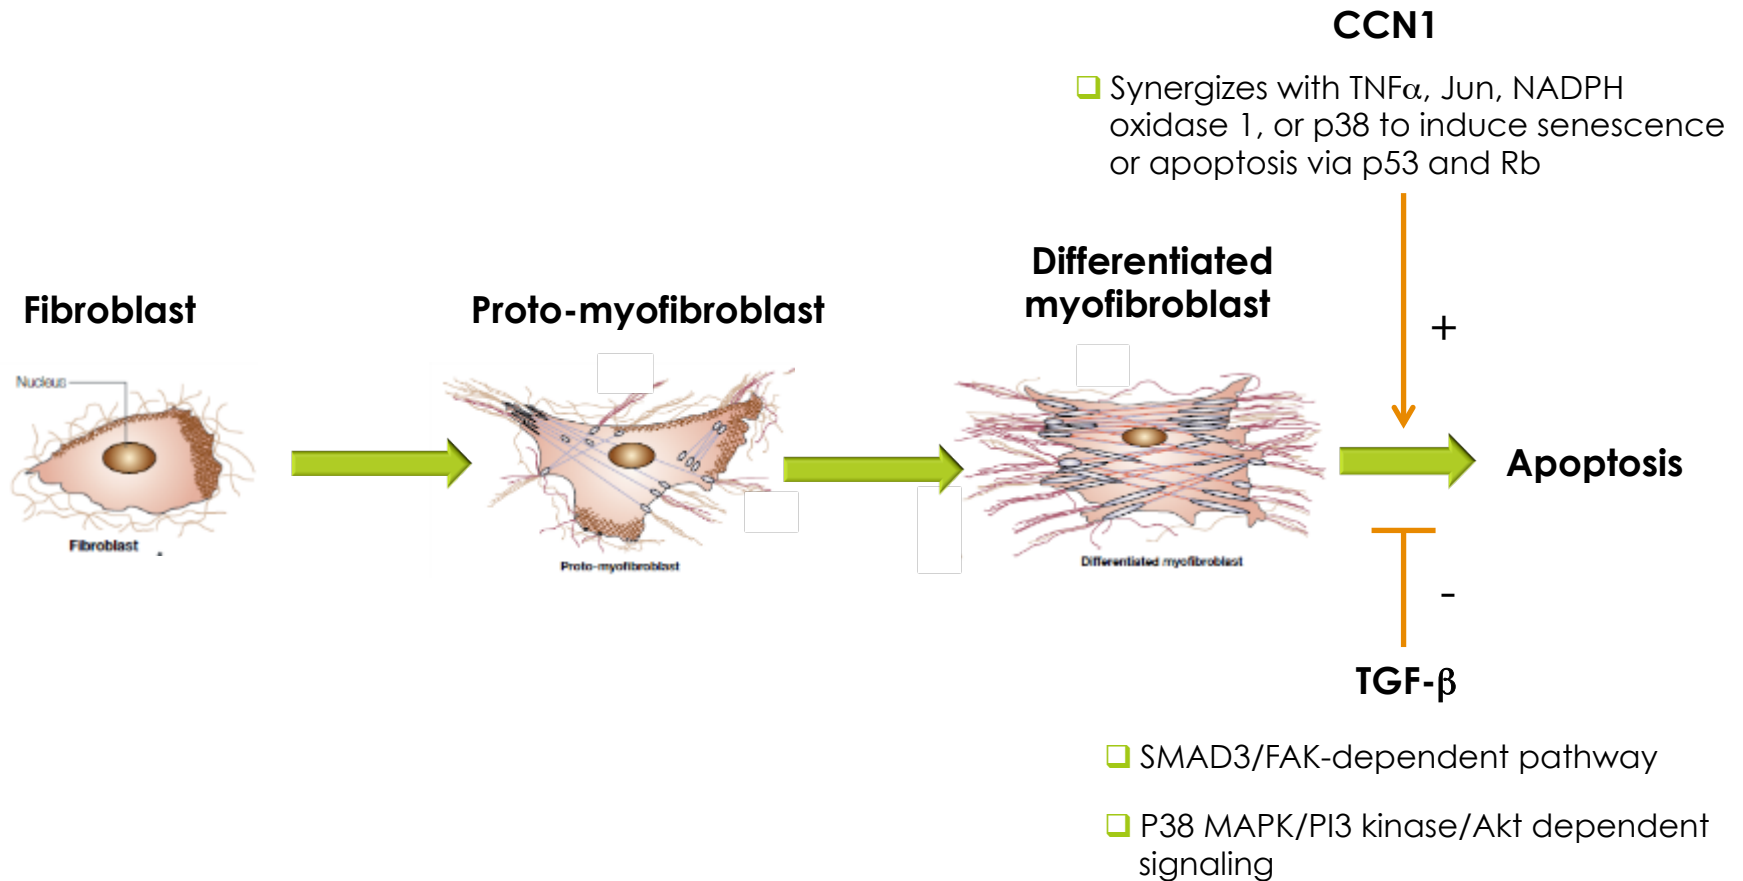 CCN1
Synergizes with TNFα, Jun, NADPH
oxidase 1, or p38 to induce senescence
or apoptosis via p53 and Rb
Differentiated
myofibroblast
Fibroblast
Proto-myofibroblast
+
Nucleus
Apoptosis
Fibroblast
Proto-myofibroblast
Differentiated myofibroblast
-
TGF-β
SMAD3/FAK-dependent pathway
P38 MAPK/PI3 kinase/Akt dependent
signaling